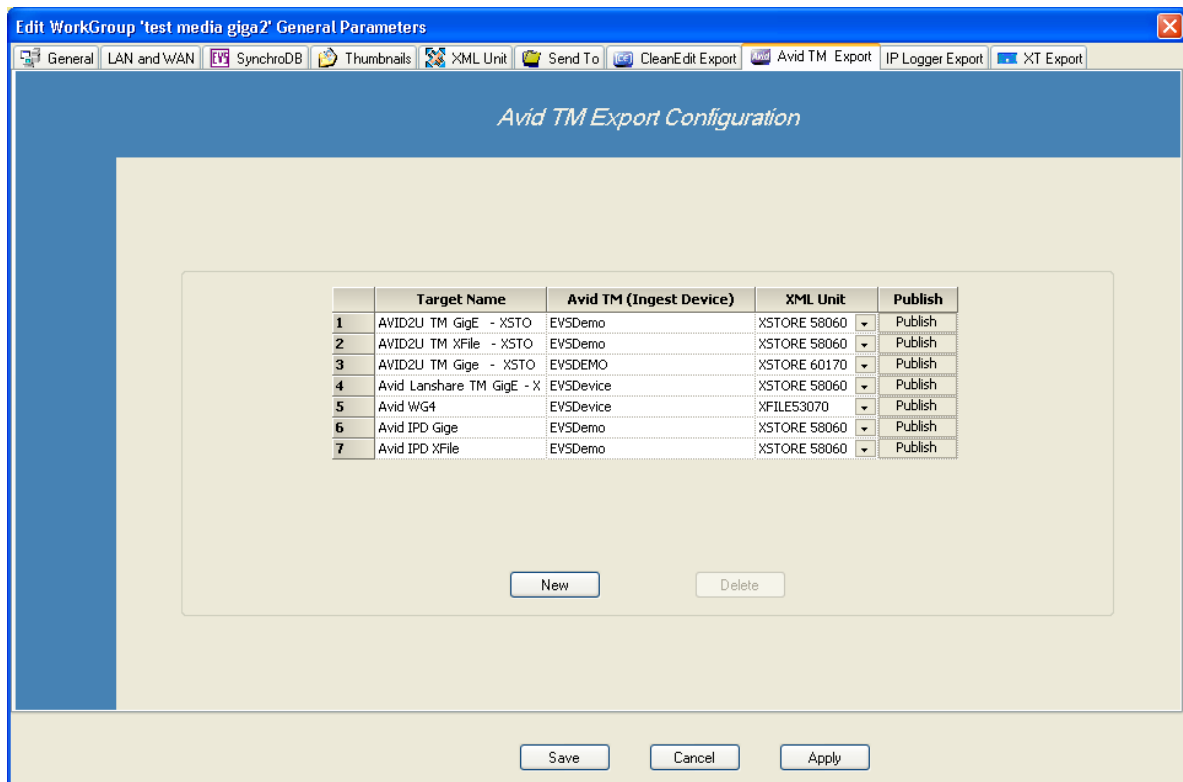 Edit WorkGroup 'test media giga2' General Parameters
General LAN and WAN EVS SynchroDB Thumbnails XML Unit Send To CleanEdit Export Avid TM Export IP Logger Export XT Export
Avid TM Export Configuration
Target Name Avid TM (Ingest Device) XML Unit Publish
1 AVID2U TM GigE - XSTO EVSDemo XSTORE 58060 Publish
2 AVID2U TM XFile - XSTO EVSDemo XSTORE 58060 Publish
3 AVID2U TM Gige - XSTO EVSDEMO XSTORE 60170 Publish
4 Avid Lanshare TM GigE - X EVSDevice XSTORE 58060 Publish
5 Avid WG4 EVSDevice XFILE53070 Publish
6 Avid IPD Gige EVSDemo XSTORE 58060 Publish
7 Avid IPD XFile EVSDemo XSTORE 58060 Publish
New Delete
Save Cancel Apply